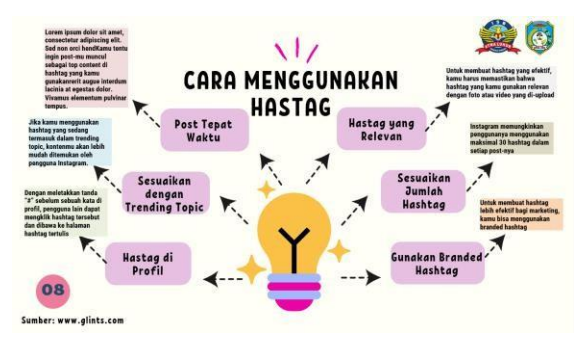 CARA MENGGUNAKAN
HASTAG
Lorem ipsum dolor sit amet,
consectetur adipiscing elit.
Sed non orci hendKamu tentu
ingin post-mu muncul
sebagai top content di
hashtag yang kamu
gunakanrerit augue interdum
lacinia at egestas dolor.
Vivamus elementum pulvinar
tempus.
Post Tepat
Waktu
Jika kamu menggunakan
hashtag yang sedang
termasuk dalam trending
topic, kontenmu akan lebih
mudah ditemukan oleh
pengguna Instagram.
Sesuaikan
dengan
Trending Topic
Dengan meletakkan tanda
"#" sebelum sebuah kata di
profil, pengguna lain dapat
mengklik hashtag tersebut
dan dibawa ke halaman
hashtag tertulis
Hastag di
Profil
Untuk membuat hashtag yang efektif,
kamu harus memastikan bahwa
hashtag yang kamu gunakan relevan
dengan foto atau video yang di-upload
Hashtag yang
Relevan
Instagram memungkinkan
penggunanya menggunakan
maksimal 30 hashtag dalam
setiap post-nya
Sesuaikan
Jumlah
Hashtag
Untuk membuat hashtag
lebih efektif bagi marketing,
kamu bisa menggunakan
branded hashtag
Gunakan Branded
Hashtag
08
Sumber: www.glints.com